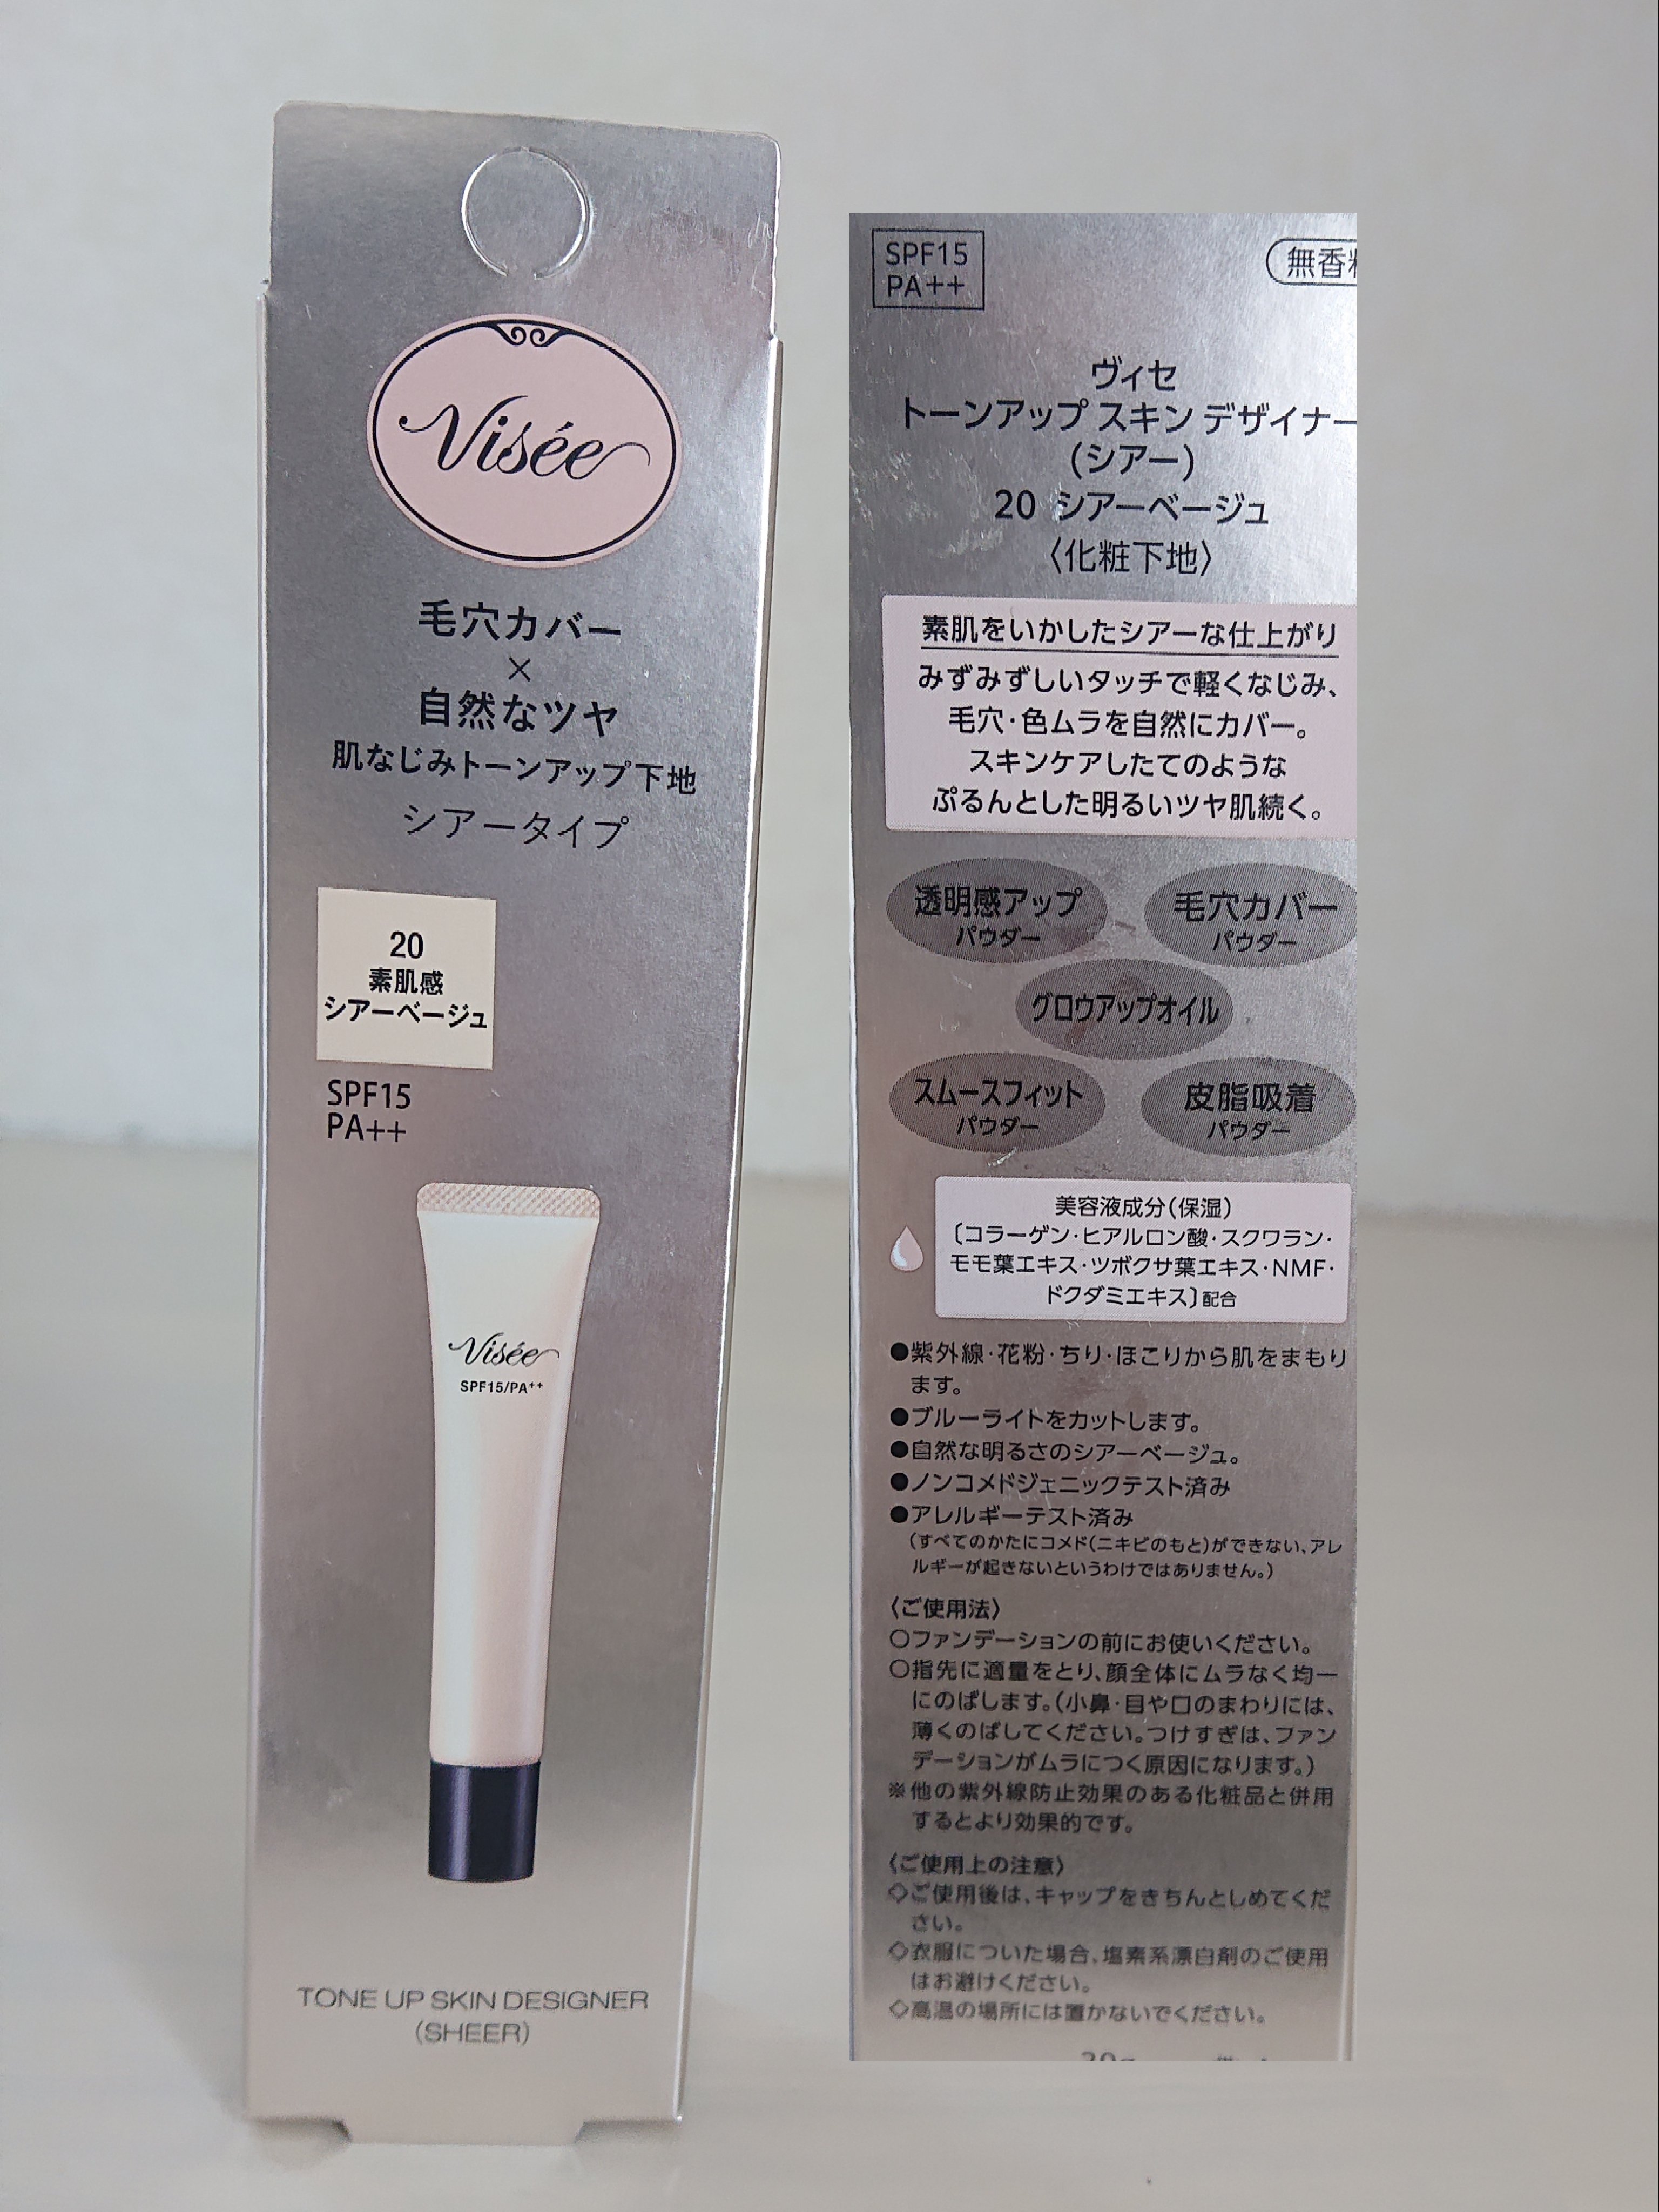 Visée
毛穴カバー
×
自然なツヤ
肌なじみトーンアップ下地
シアータイプ
20
素肌感
シアーベージュ
SPF15
PA++
Visée
SPF15/PA++
TONE UP SKIN DESIGNER
(SHEER)
SPF15
PA++
無香
ヴィセ
トーンアップ スキン デザイナー
(シアー)
20 シアーベージュ
〈化粧下地〉
素肌をいかしたシアーな仕上がり
みずみずしいタッチで軽くなじみ、
毛穴・色ムラを自然にカバー。
スキンケアしたてのような
ぷるんとした明るいツヤ肌続く。
透明感アップ
パウダー
毛穴カバー
パウダー
グロウアップオイル
スムースフィット
パウダー
皮脂吸着
パウダー
美容液成分(保湿)
〔コラーゲン・ヒアルロン酸・スクワラン・
モモ葉エキス・ツボクサ葉エキス・NMF・
ドクダミエキス〕配合
●紫外線・花粉・ちり・ほこりから肌をまもり
ます。
●ブルーライトをカットします。
●自然な明るさのシアーベージュ。
●ノンコメドジェニックテスト済み
●アレルギーテスト済み
(すべてのかたにコメド(ニキビのもと)ができない、アレ
ルギーが起きないというわけではありません。)
〈ご使用法〉
○ファンデーションの前にお使いください。
○指先に適量をとり、顔全体にムラなく均一
にのばします。(小鼻・目や口のまわりには、
薄くのばしてください。つけすぎは、ファン
デーションがムラにつく原因になります。)
※他の紫外線防止効果のある化粧品と併用
するとより効果的です。
〈ご使用上の注意〉
◇ご使用後は、キャップをきちんとしめてくだ
さい。
◇衣服についた場合、塩素系漂白剤のご使用
はお避けください。
◇高温の場所には置かないでください。